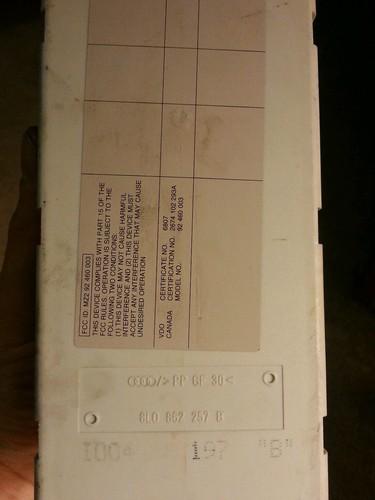 FCC ID: MZ2 92 460 003
THIS DEVICE COMPLIES WITH PART 15 OF THE
FCC RULES. OPERATION IS SUBJECT TO THE
FOLLOWING TWO CONDITIONS:
(1) THIS DEVICE MAY NOT CAUSE HARMFUL
INTERFERENCE AND (2) THIS DEVICE MUST
ACCEPT ANY INTERFERENCE THAT MAY CAUSE
UNDESIRED OPERATION
VDO CERTIFICATE NO. 6807
CANADA CERTIFICATION NO. 2674 102 293A
MODEL NO. 92 460 003
>PP GF 30<
8L0 862 257 B
97 "B"